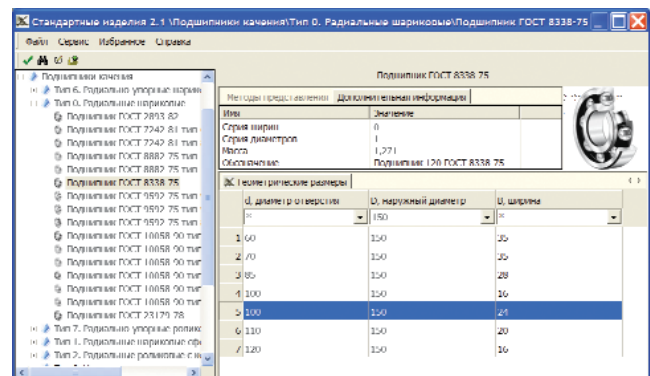 Стандартные изделия 2.1 \Подшипники качения\Тип 0. Радиальные шариковые\Подшипник ГОСТ 8338-75
Файл Сервис Избранное Справка
Подшипники качения
Тип 6. Радиально упорные шарик
Тип 0. Радиальные шариковые
Подшипник ГОСТ 2893 82
Подшипник ГОСТ 7242 81 тип
Подшипник ГОСТ 7242 81 тип
Подшипник ГОСТ 8882 75 тип
Подшипник ГОСТ 8882 75 тип
Подшипник ГОСТ 8338 75
Подшипник ГОСТ 9592 75 тип
Подшипник ГОСТ 9592 75 тип
Подшипник ГОСТ 9592 75 тип
Подшипник ГОСТ 10058 90 тип
Подшипник ГОСТ 10058 90 тип
Подшипник ГОСТ 10058 90 тип
Подшипник ГОСТ 10058 90 тип
Подшипник ГОСТ 10058 90 тип
Подшипник ГОСТ 23179 78
Тип 7. Радиально упорные ролико
Тип 1. Радиальные шариковые сф
Тип 2. Радиальные роликовые с к
Подшипник ГОСТ 8338 75
Методы представления Дополнительная информация
Имя Значение
Серия ширин 0
Серия диаметров 1
Масса 1,271
Обозначение Подшипник 120 ГОСТ 8338 75
Геометрические размеры
d, диаметр отверстия D, наружный диаметр B, ширина
* 150 *
1 60 150 35
2 70 150 35
3 85 150 28
4 100 150 16
5 100 150 24
6 110 150 20
7 120 150 16